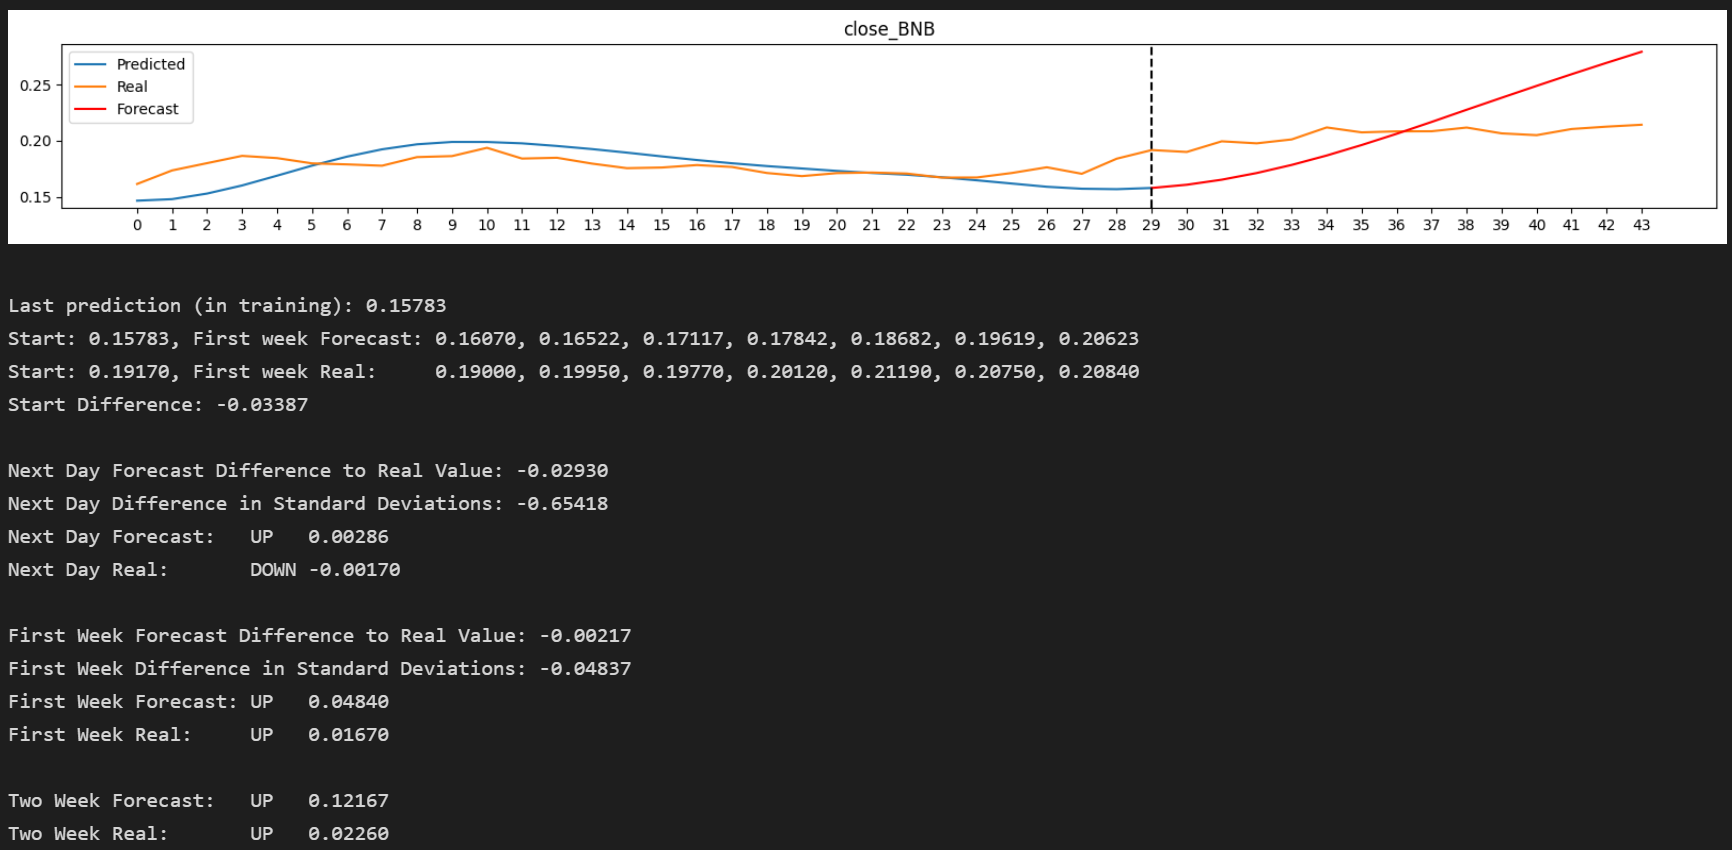 close_BNB
Predicted
Real
Forecast
0.25
0.20
0.15
0 1 2 3 4 5 6 7 8 9 10 11 12 13 14 15 16 17 18 19 20 21 22 23 24 25 26 27 28 29 30 31 32 33 34 35 36 37 38 39 40 41 42 43
Last prediction (in training): 0.15783
Start: 0.15783, First week Forecast: 0.16070, 0.16522, 0.17117, 0.17842, 0.18682, 0.19619, 0.20623
Start: 0.19170, First week Real: 0.19000, 0.19950, 0.19770, 0.20120, 0.21190, 0.20750, 0.20840
Start Difference: -0.03387
Next Day Forecast Difference to Real Value: -0.02930
Next Day Difference in Standard Deviations: -0.65418
Next Day Forecast: UP 0.00286
Next Day Real: DOWN -0.00170
First Week Forecast Difference to Real Value: -0.00217
First Week Difference in Standard Deviations: -0.04837
First Week Forecast: UP 0.04840
First Week Real: UP 0.01670
Two Week Forecast: UP 0.12167
Two Week Real: UP 0.02260